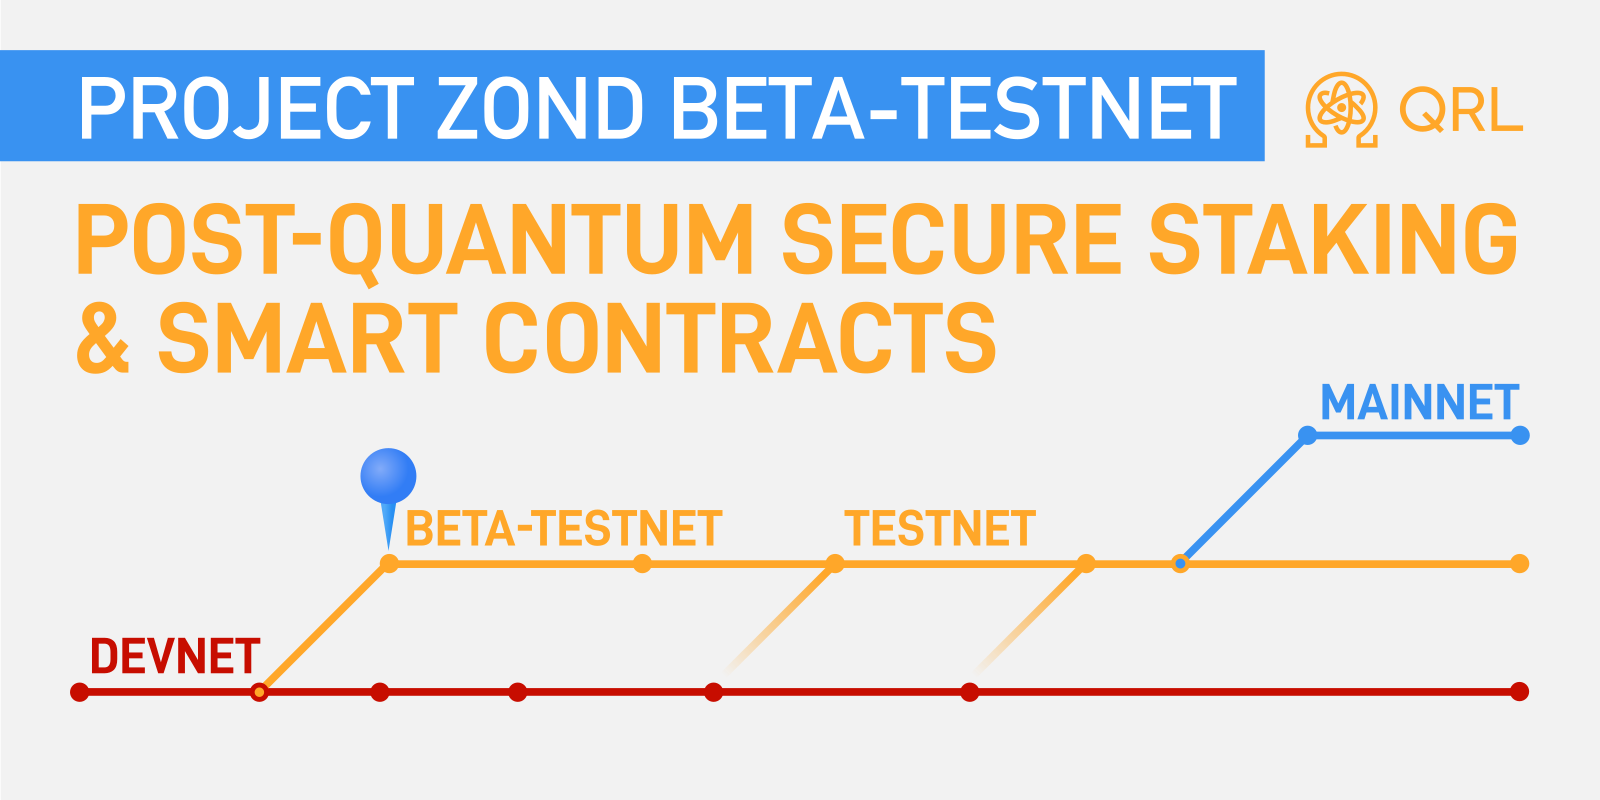 PROJECT ZOND BETA-TESTNET
QRL
POST-QUANTUM SECURE STAKING
& SMART CONTRACTS
MAINNET
BETA-TESTNET
TESTNET
DEVNET